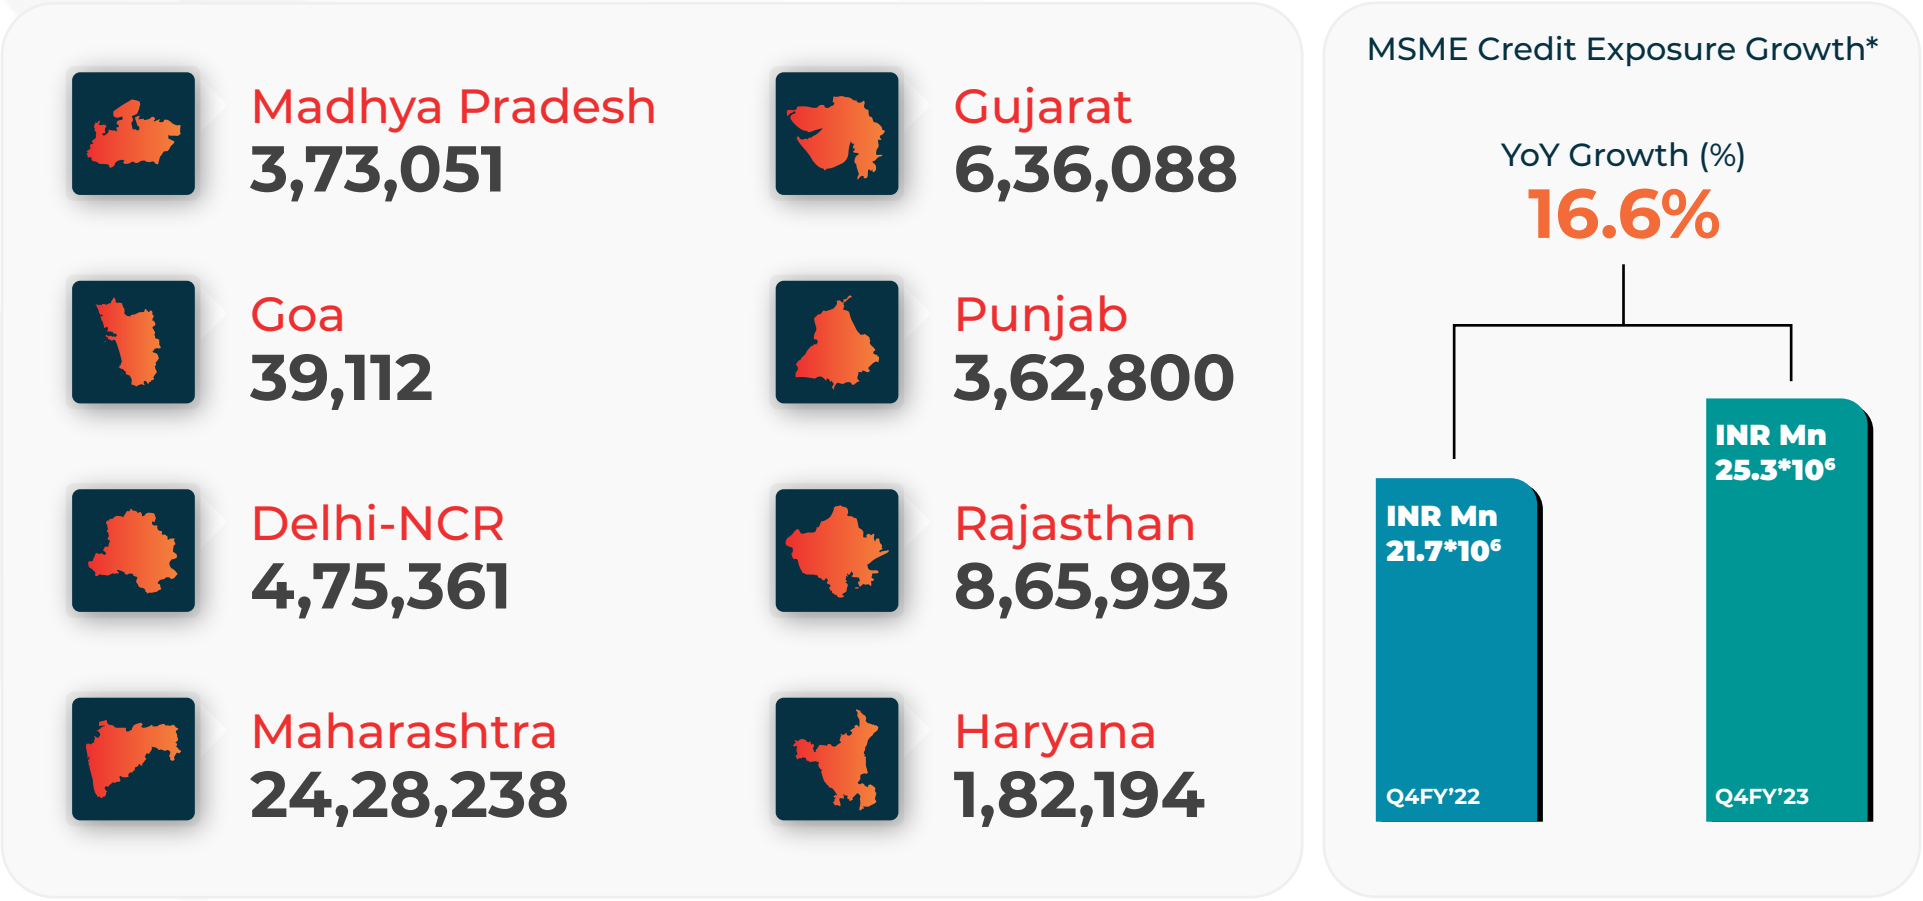 Madhya Pradesh
3,73,051
Gujarat
6,36,088
Goa
39,112
Punjab
3,62,800
Delhi-NCR
4,75,361
Rajasthan
8,65,993
Maharashtra
24,28,238
Haryana
1,82,194
MSME Credit Exposure Growth*
YoY Growth (%)
16.6%
INR Mn
21.7*10⁶
Q4FY’22
INR Mn
25.3*10⁶
Q4FY’23